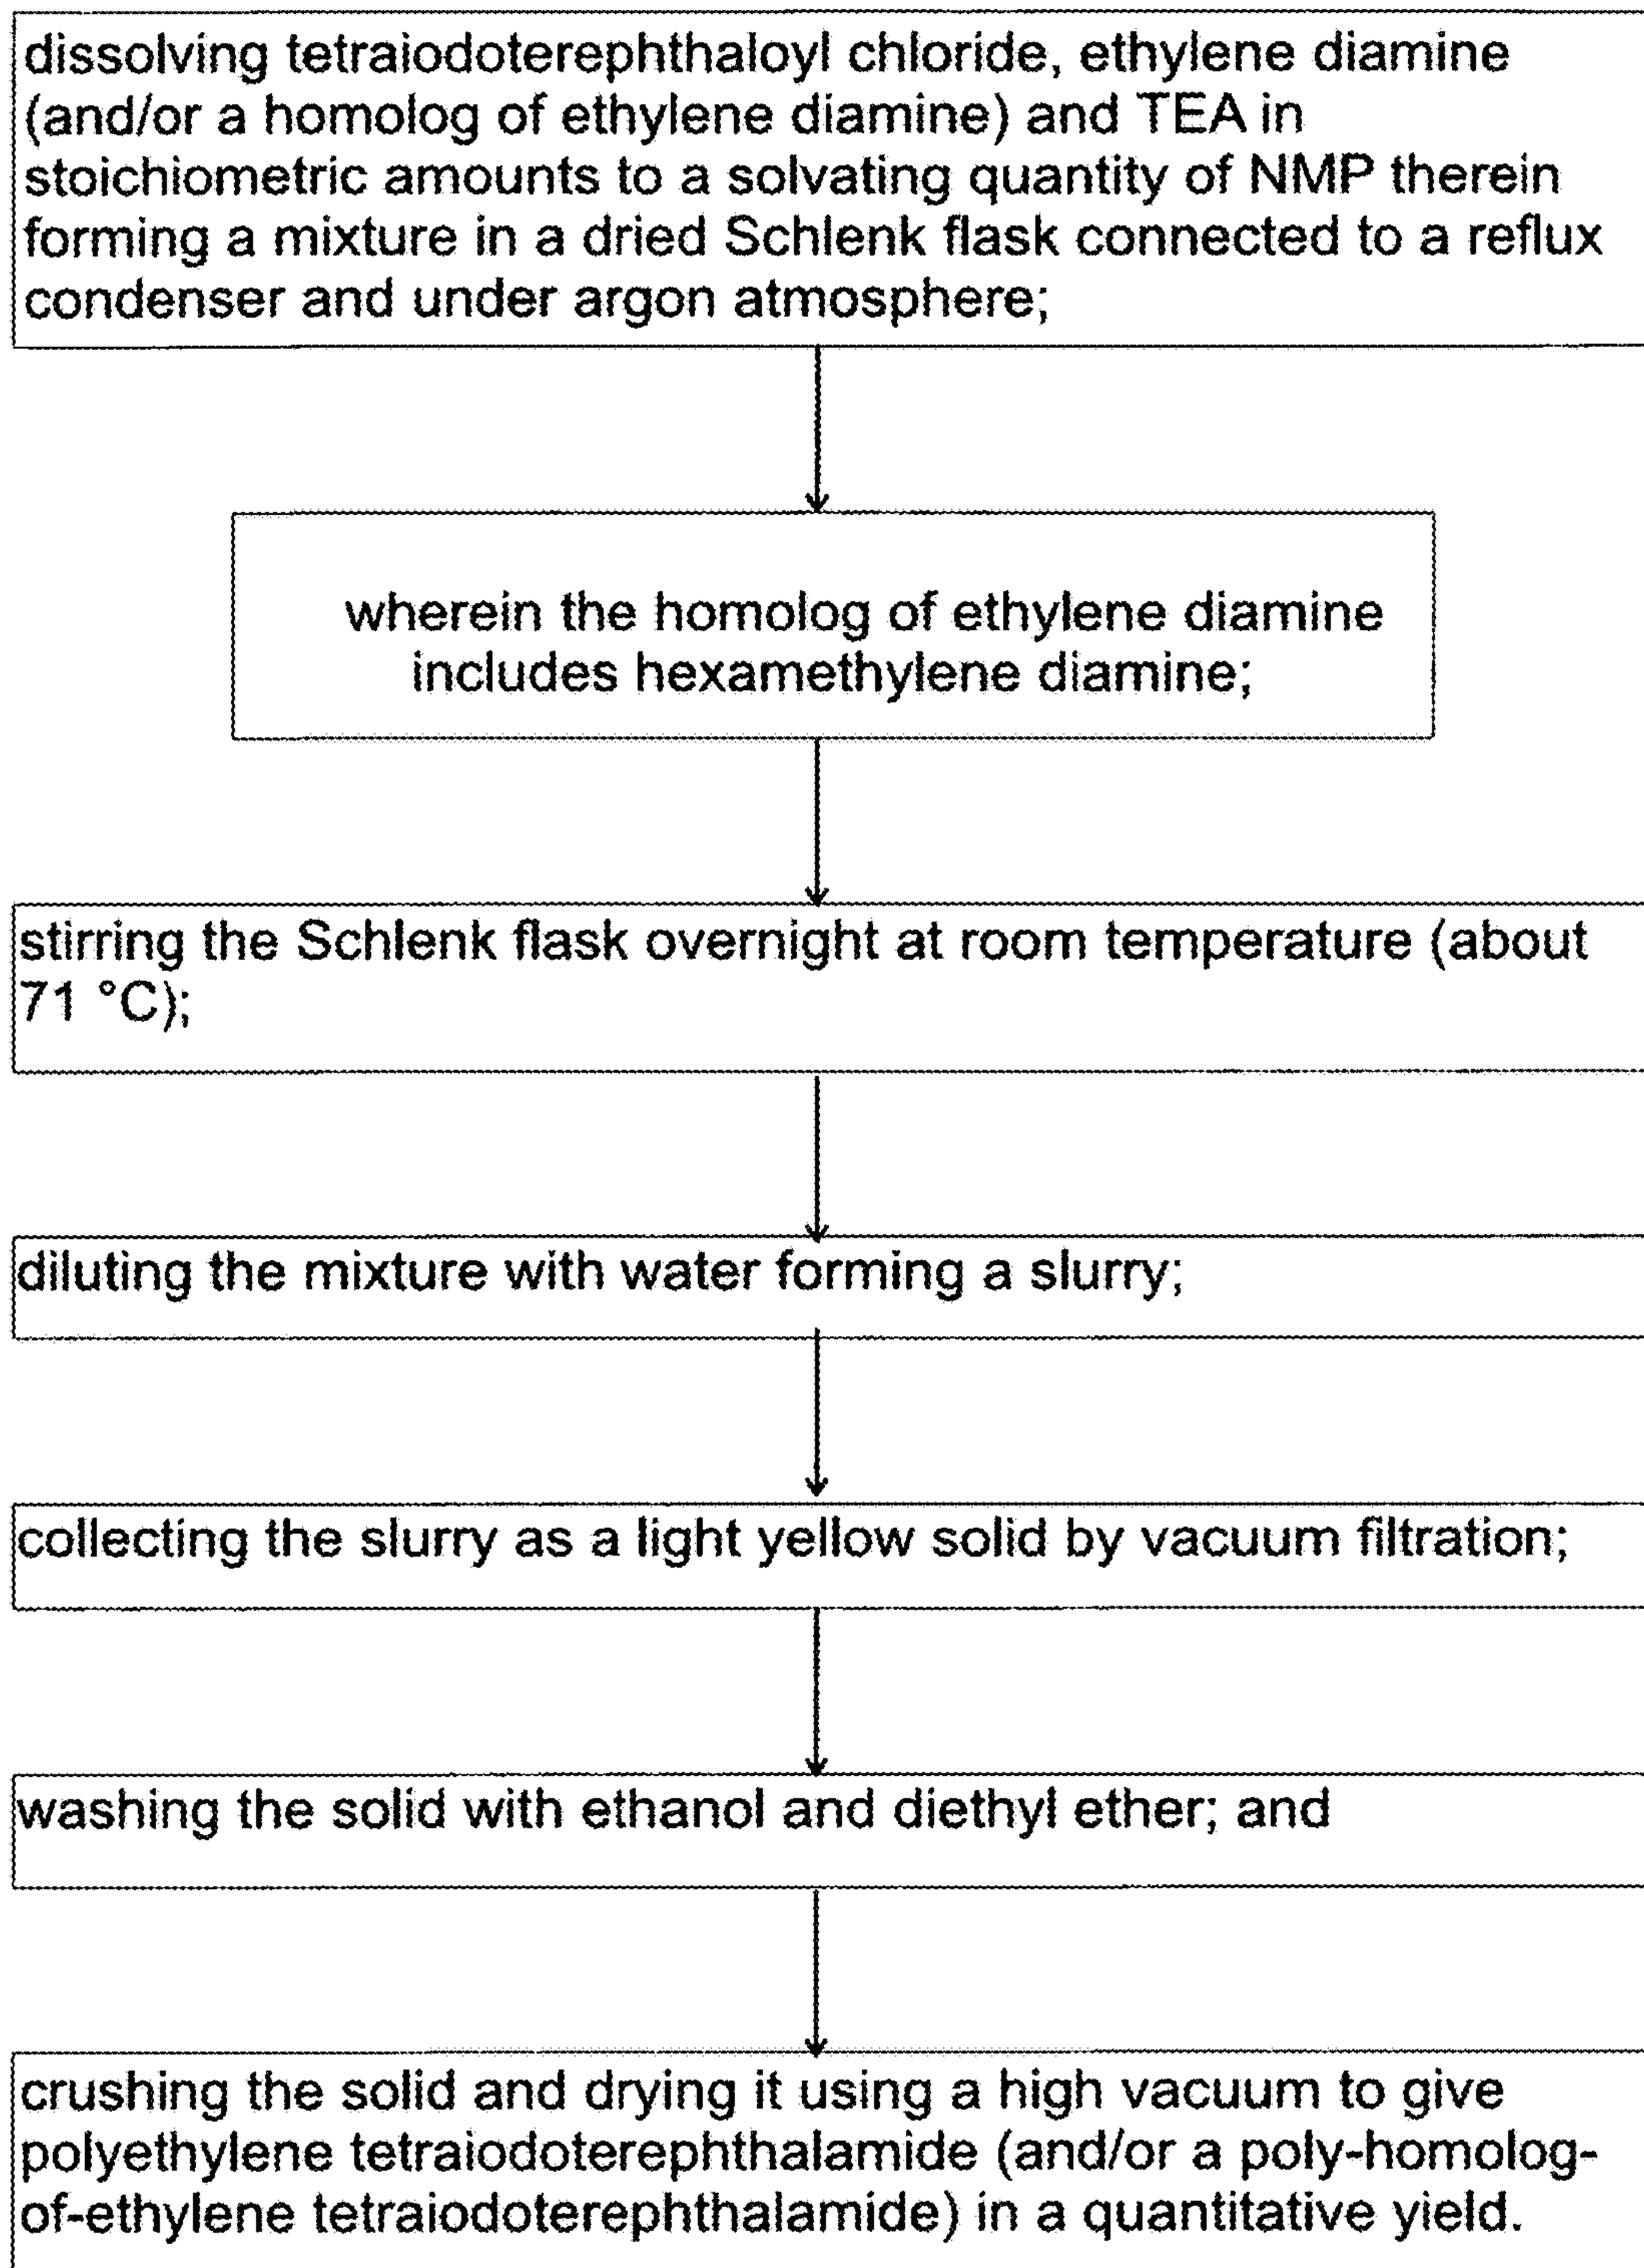 dissolving tetraiodoterephthaloyl chloride, ethylene diamine
(and/or a homolog of ethylene diamine) and TEA in
stoichiometric amounts to a solvating quantity of NMP therein
forming a mixture in a dried Schlenk flask connected to a reflux
condenser and under argon atmosphere;
wherein the homolog of ethylene diamine
includes hexamethylene diamine;
stirring the Schlenk flask overnight at room temperature (about
71 °C);
diluting the mixture with water forming a slurry;
collecting the slurry as a light yellow solid by vacuum filtration;
washing the solid with ethanol and diethyl ether; and
crushing the solid and drying it using a high vacuum to give
polyethylene tetraiodoterephthalamide (and/or a poly-homolog-
of-ethylene tetraiodoterephthalamide) in a quantitative yield.